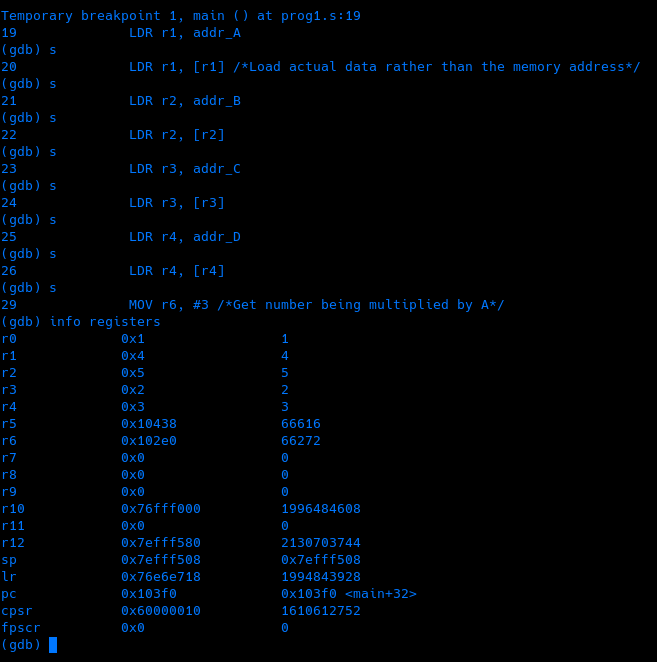 Temporary breakpoint 1, main () at prog1.s:19
19              LDR r1, addr_A
(gdb) s
20              LDR r1, [r1] /*Load actual data rather than the memory address*/
(gdb) s
21              LDR r2, addr_B
(gdb) s
22              LDR r2, [r2]
(gdb) s
23              LDR r3, addr_C
(gdb) s
24              LDR r3, [r3]
(gdb) s
25              LDR r4, addr_D
(gdb) s
26              LDR r4, [r4]
(gdb) s
29              MOV r6, #3 /*Get number being multiplied by A*/
(gdb) info registers
r0             0x1                 1
r1             0x4                 4
r2             0x5                 5
r3             0x2                 2
r4             0x3                 3
r5             0x10438             66616
r6             0x102e0             66272
r7             0x0                 0
r8             0x0                 0
r9             0x0                 0
r10            0x76fff000          1996484608
r11            0x0                 0
r12            0x7efff580          2130703744
sp             0x7efff508          0x7efff508
lr             0x76e6e718          1994843928
pc             0x103f0             0x103f0 <main+32>
cpsr           0x60000010          1610612752
fpscr          0x0                 0
(gdb)